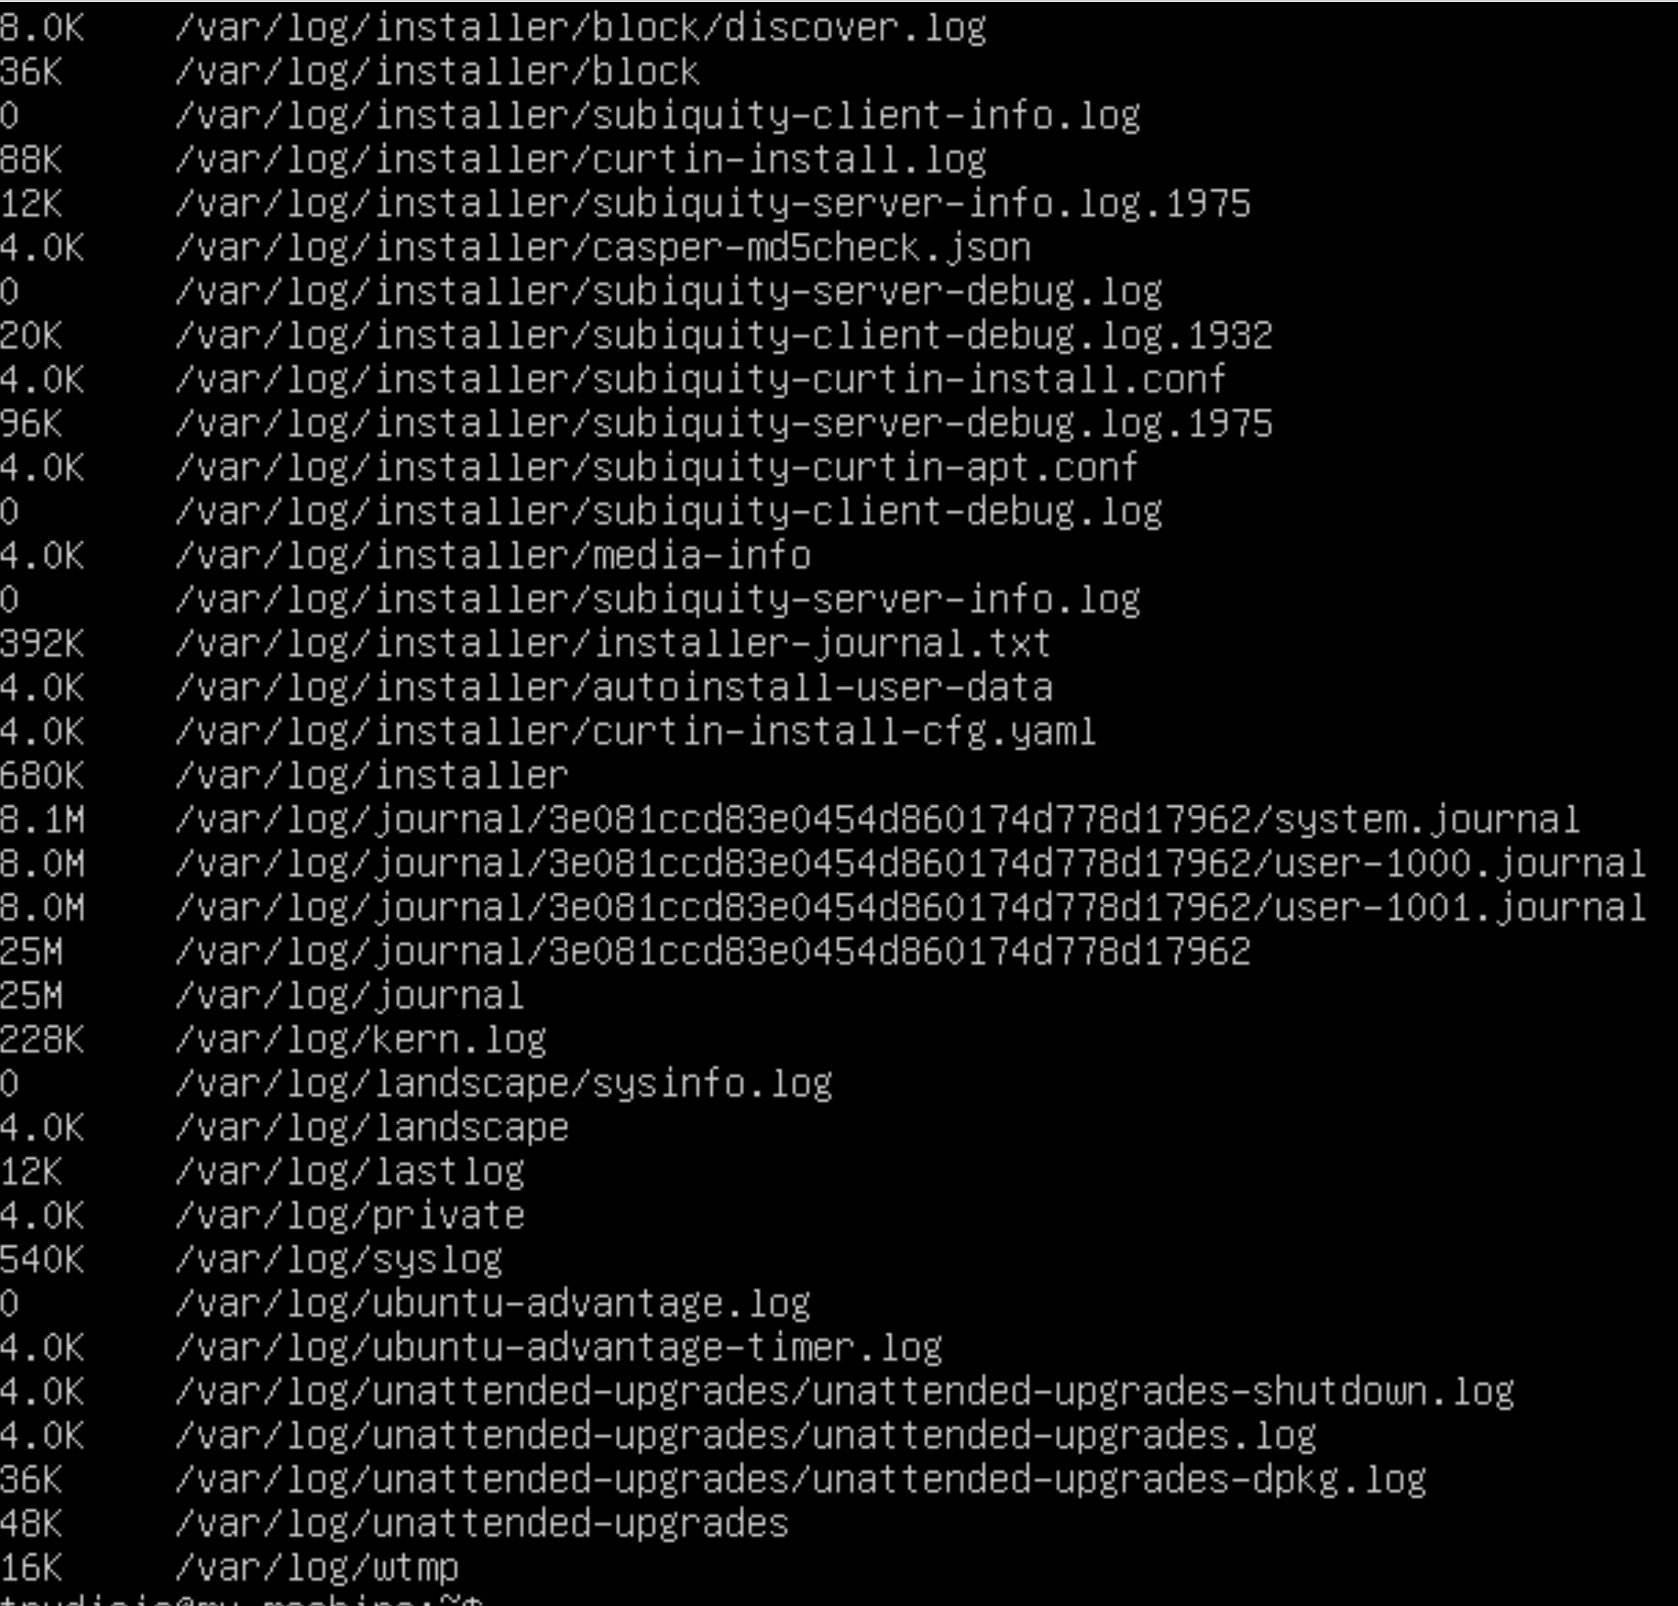 8.0K /var/log/installer/block/discover.log
36K /var/log/installer/block
0 /var/log/installer/subiquity-client-info.log
88K /var/log/installer/curtin-install.log
12K /var/log/installer/subiquity-server-info.log.1975
4.0K /var/log/installer/casper-md5check.json
0 /var/log/installer/subiquity-server-debug.log
20K /var/log/installer/subiquity-client-debug.log.1932
4.0K /var/log/installer/subiquity-curtin-install.conf
96K /var/log/installer/subiquity-server-debug.log.1975
4.0K /var/log/installer/subiquity-curtin-apt.conf
0 /var/log/installer/subiquity-client-debug.log
4.0K /var/log/installer/media-info
0 /var/log/installer/subiquity-server-info.log
392K /var/log/installer/installer-journal.txt
4.0K /var/log/installer/autoinstall-user-data
4.0K /var/log/installer/curtin-install-cfg.yaml
680K /var/log/installer
8.1M /var/log/journal/3e081ccd83e0454d860174d778d17962/system.journal
8.0M /var/log/journal/3e081ccd83e0454d860174d778d17962/user-1000.journal
8.0M /var/log/journal/3e081ccd83e0454d860174d778d17962/user-1001.journal
25M /var/log/journal/3e081ccd83e0454d860174d778d17962
25M /var/log/journal
228K /var/log/kern.log
0 /var/log/landscape/sysinfo.log
4.0K /var/log/landscape
12K /var/log/lastlog
4.0K /var/log/private
540K /var/log/syslog
0 /var/log/ubuntu-advantage.log
4.0K /var/log/ubuntu-advantage-timer.log
4.0K /var/log/unattended-upgrades/unattended-upgrades-shutdown.log
4.0K /var/log/unattended-upgrades/unattended-upgrades.log
36K /var/log/unattended-upgrades/unattended-upgrades-dpkg.log
48K /var/log/unattended-upgrades
16K /var/log/wtmp